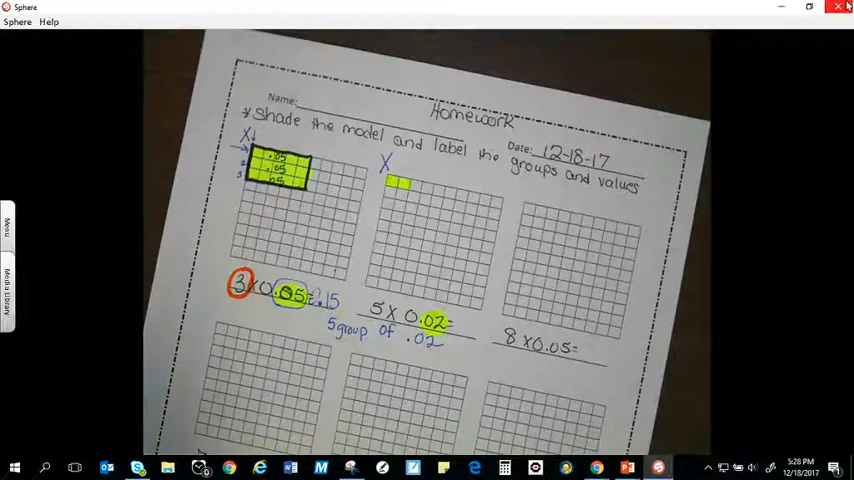 Sphere
Sphere Help
Menu
Media Library
Homework
Name:
Date: 12-18-17
*Shade the model and label the groups and values
X
.05
2 .05
3 .05
X
3x0.05=0.15
5 x 0.02=
5 group of .02
8 x 0.05=
5:28 PM
12/18/2017